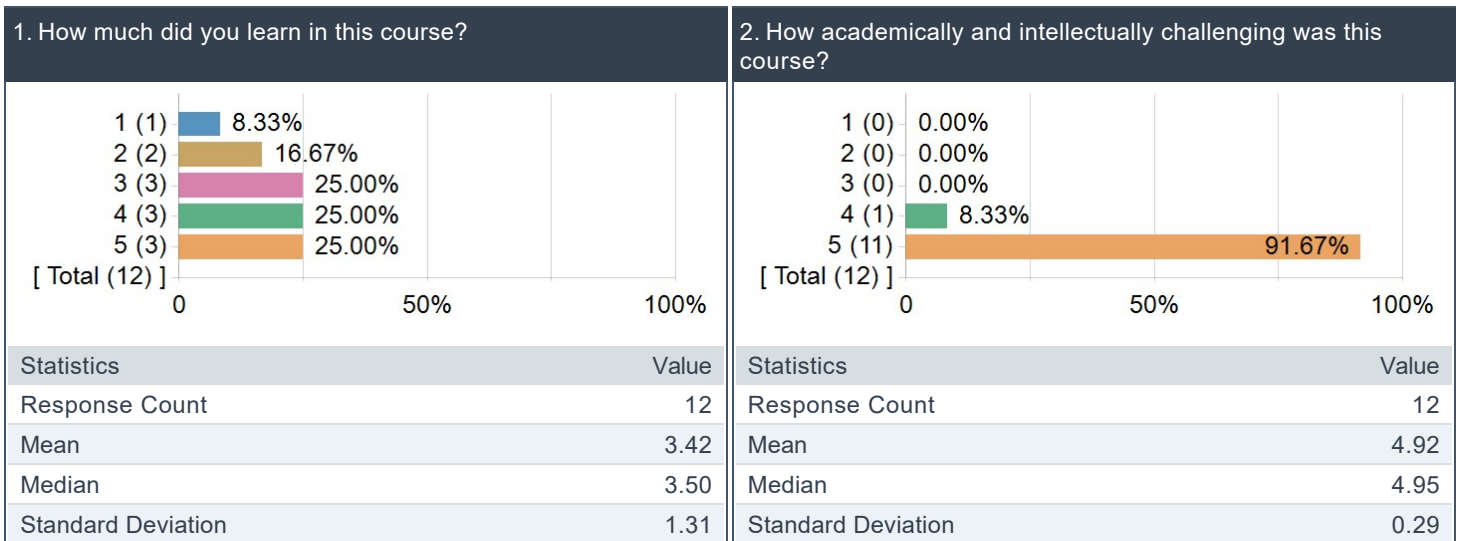 1. How much did you learn in this course?
1 (1) 8.33%
2 (2) 16.67%
3 (3) 25.00%
4 (3) 25.00%
5 (3) 25.00%
[ Total (12) ]
0 50% 100%
Statistics Value
Response Count 12
Mean 3.42
Median 3.50
Standard Deviation 1.31
2. How academically and intellectually challenging was this
course?
1 (0) 0.00%
2 (0) 0.00%
3 (0) 0.00%
4 (1) 8.33%
5 (11) 91.67%
[ Total (12) ]
0 50% 100%
Statistics Value
Response Count 12
Mean 4.92
Median 4.95
Standard Deviation 0.29